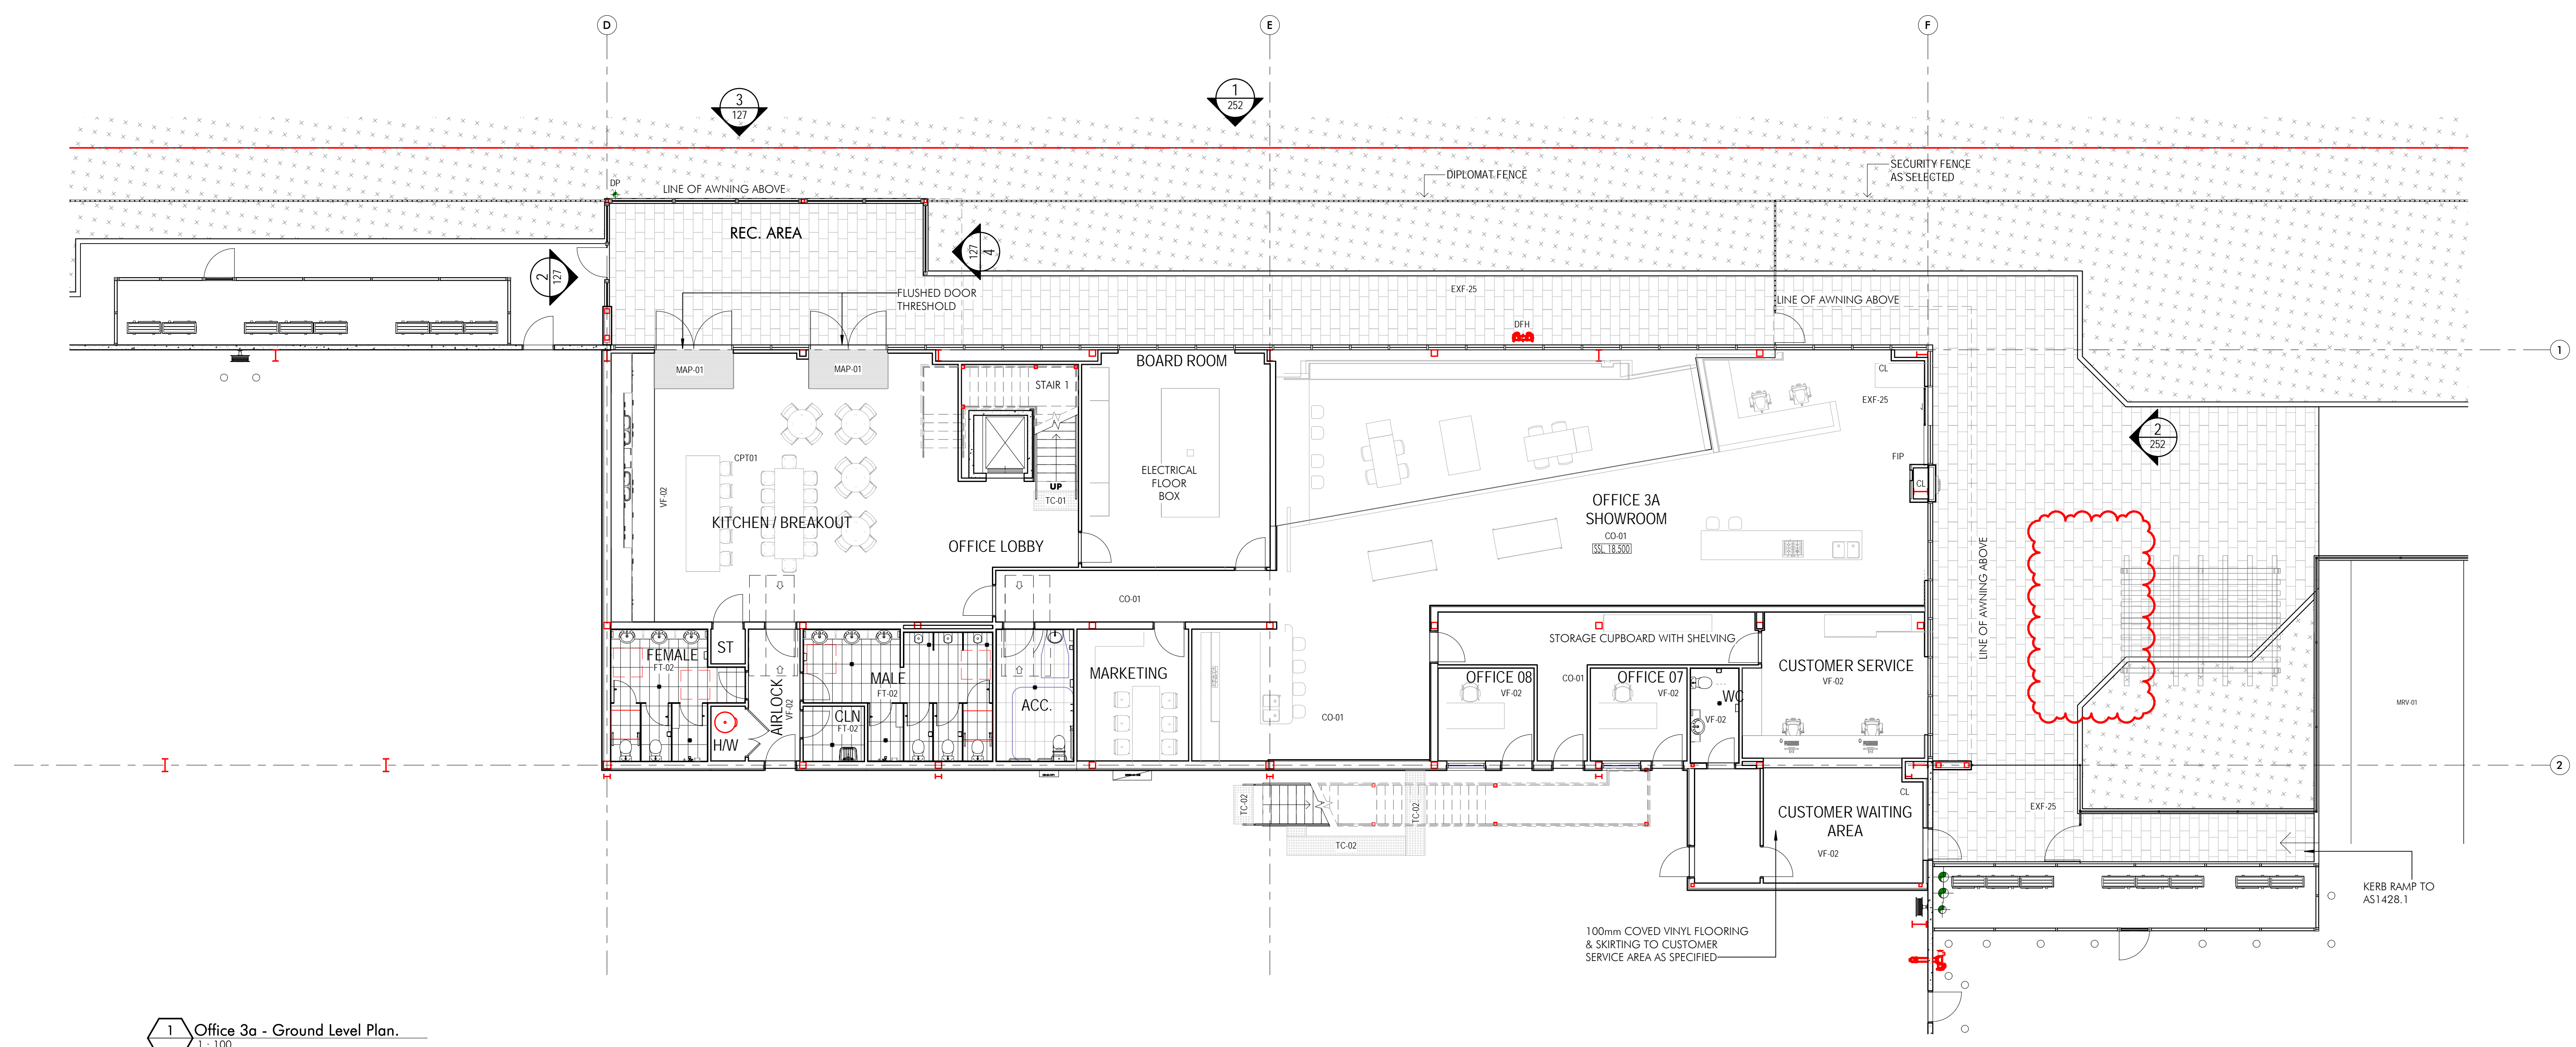 D
E
F
3
127
1
252
SECURITY FENCE
AS SELECTED
DIPLOMAT FENCE
DP
LINE OF AWNING ABOVE
REC. AREA
127
4
2
127
FLUSHED DOOR
THRESHOLD
EXF-25
LINE OF AWNING ABOVE
DFH
1
BOARD ROOM
MAP-01
MAP-01
CL
STAIR 1
EXF-25
2
252
CPT01
FIP
ELECTRICAL
FLOOR
BOX
UP
TC-01
CL
VF-02
OFFICE 3A
SHOWROOM
CO-01
SSL 18.500
KITCHEN / BREAKOUT
OFFICE LOBBY
LINE OF AWNING ABOVE
CO-01
STORAGE CUPBOARD WITH SHELVING
FEMALE
FT-02
ST
AIRLOCK
VF-02
MALE
FT-02
MARKETING
OFFICE 08
VF-02
CO-01
OFFICE 07
VF-02
CUSTOMER SERVICE
VF-02
WC
VF-02
ACC.
CLN
FT-02
CO-01
MRV-01
H/W
2
CL
TC-02
TC-02
TC-02
CUSTOMER WAITING
AREA
VF-02
EXF-25
KERB RAMP TO
AS1428.1
100mm COVED VINYL FLOORING
& SKIRTING TO CUSTOMER
SERVICE AREA AS SPECIFIED
1
Office 3a - Ground Level Plan.
1 : 100